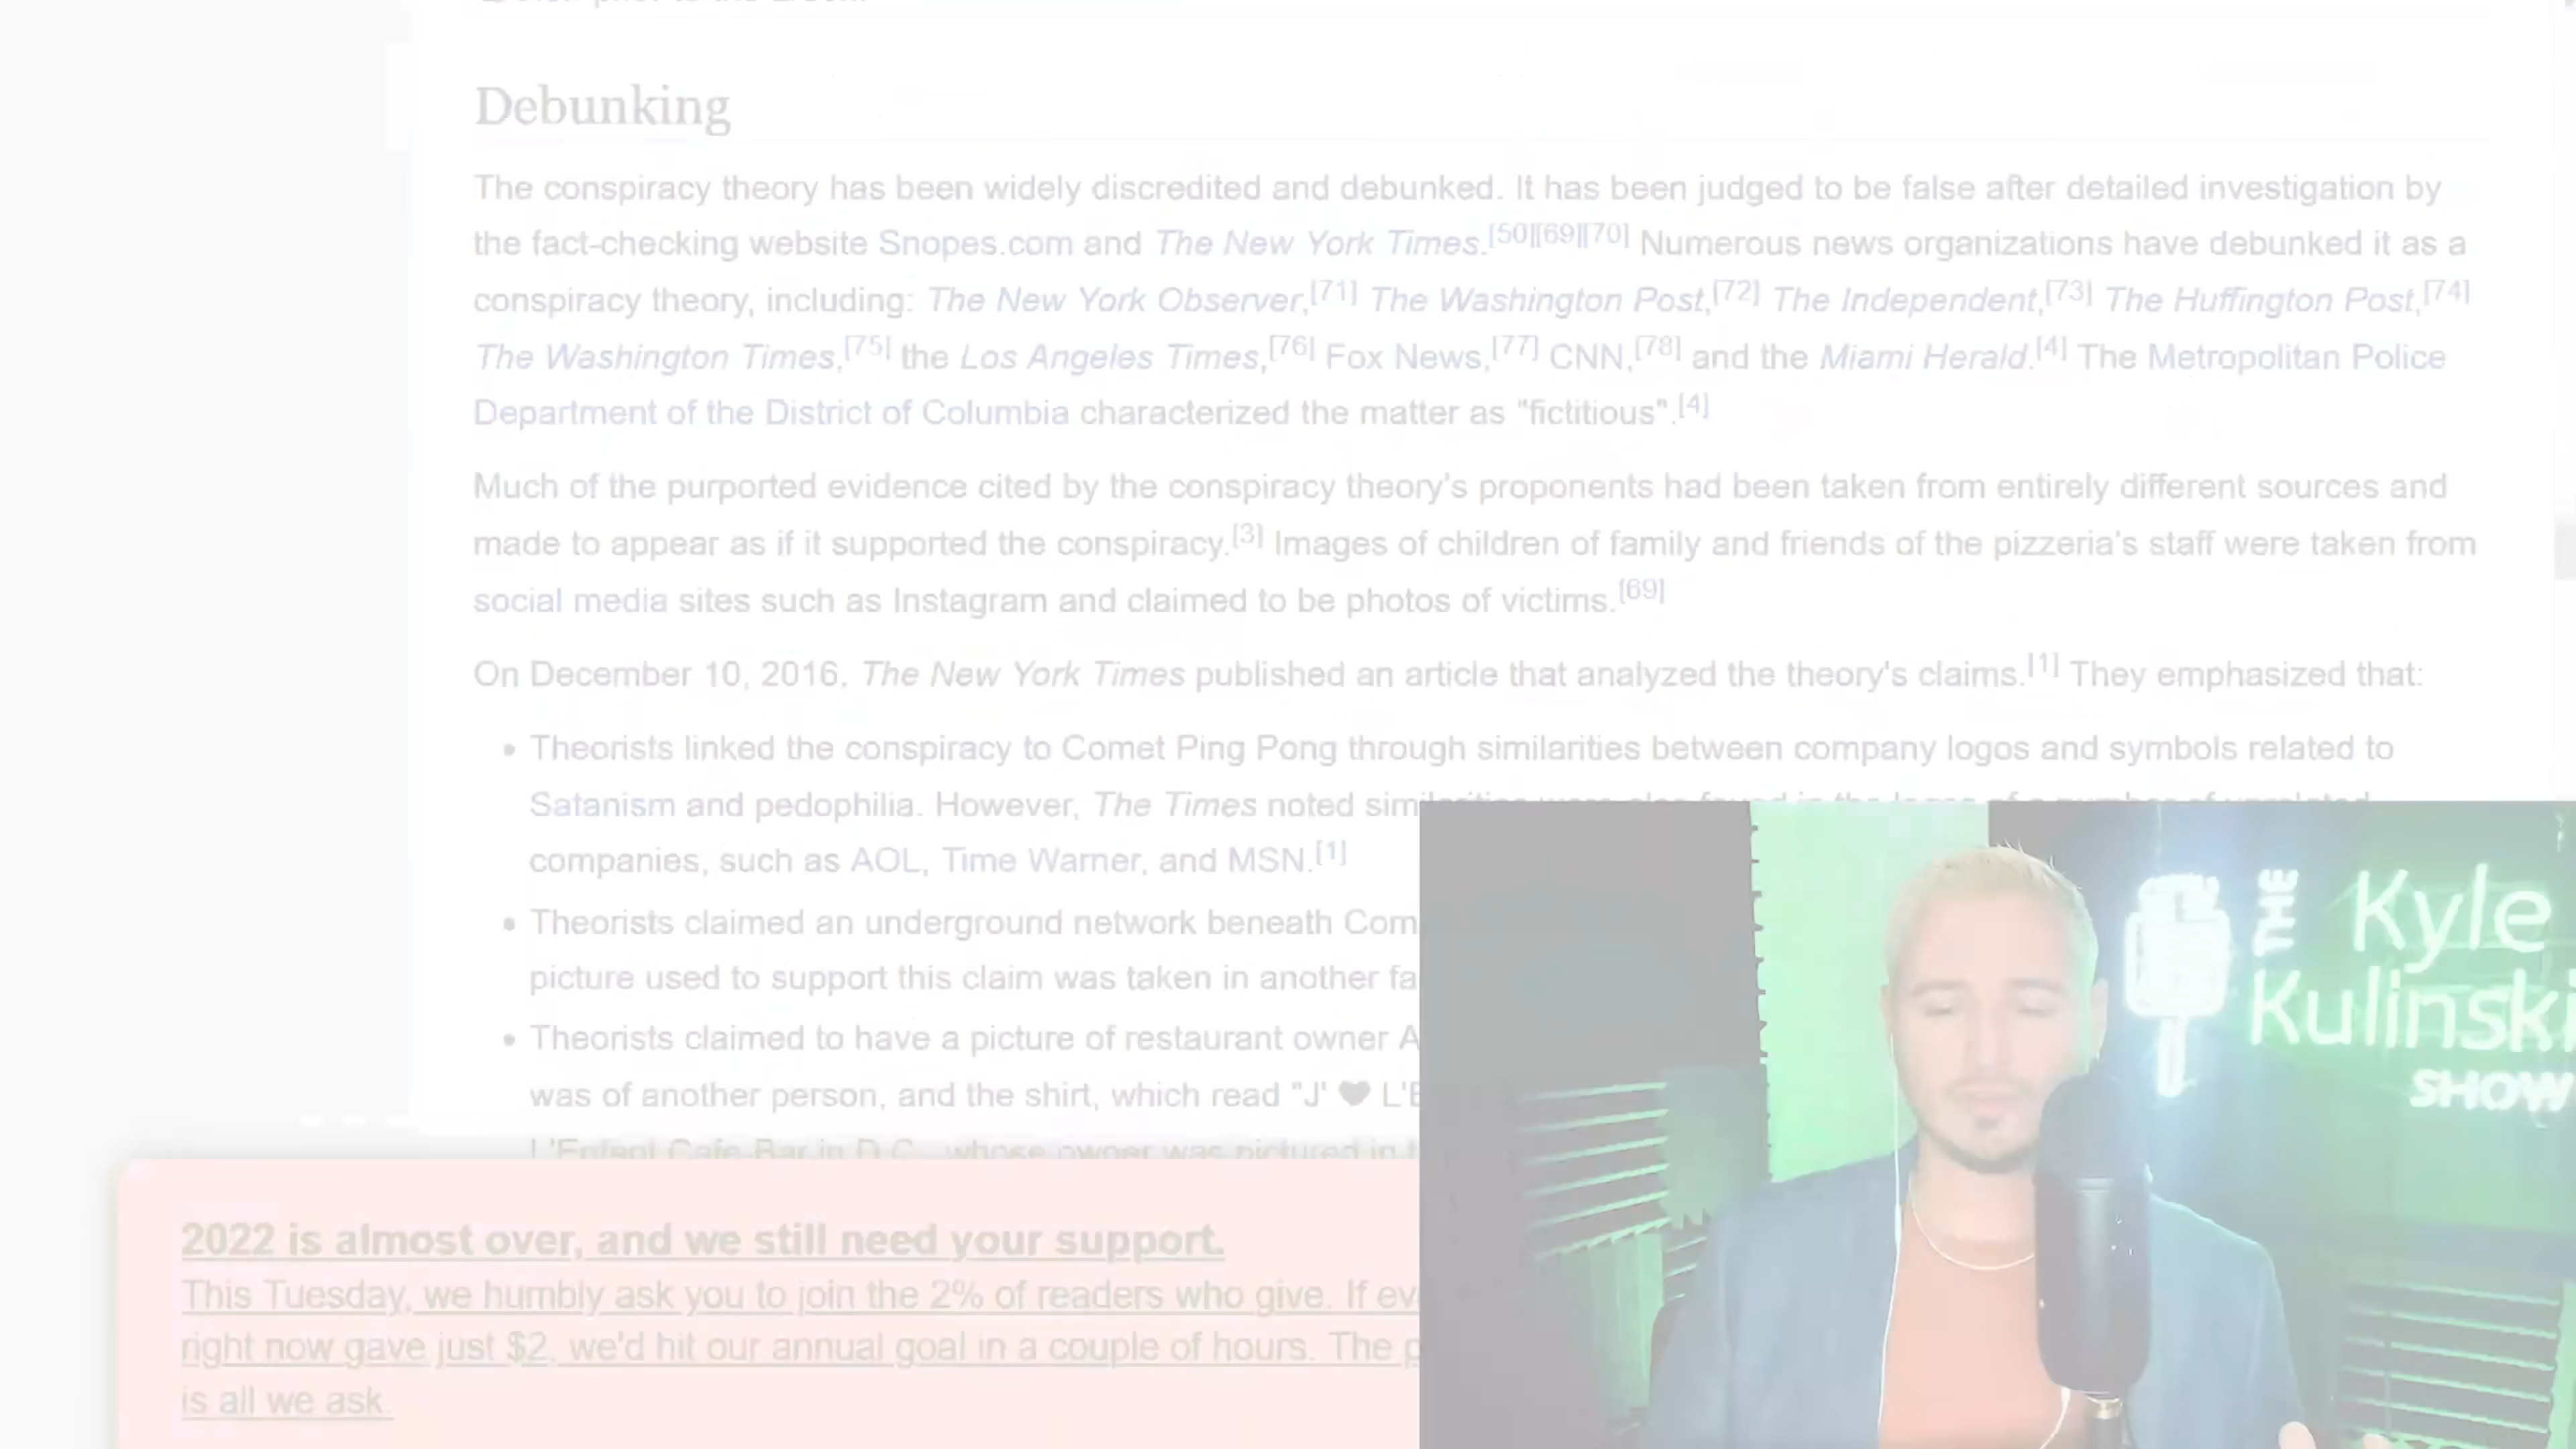 Debunking
The conspiracy theory has been widely discredited and debunked. It has been judged to be false after detailed investigation by
the fact-checking website Snopes.com and The New York Times.[50][69][70] Numerous news organizations have debunked it as a
conspiracy theory, including: The New York Observer,[71] The Washington Post,[72] The Independent,[73] The Huffington Post,[74]
The Washington Times,[75] the Los Angeles Times,[76] Fox News,[77] CNN,[78] and the Miami Herald.[4] The Metropolitan Police
Department of the District of Columbia characterized the matter as "fictitious".[4]
Much of the purported evidence cited by the conspiracy theory's proponents had been taken from entirely different sources and
made to appear as if it supported the conspiracy.[3] Images of children of family and friends of the pizzeria's staff were taken from
social media sites such as Instagram and claimed to be photos of victims.[69]
On December 10, 2016, The New York Times published an article that analyzed the theory's claims.[1] They emphasized that:
• Theorists linked the conspiracy to Comet Ping Pong through similarities between company logos and symbols related to
Satanism and pedophilia. However, The Times noted
companies, such as AOL, Time Warner, and MSN.[1]
• Theorists claimed an underground network beneath Com
picture used to support this claim was taken in another fa
• Theorists claimed to have a picture of restaurant owner A
was of another person, and the shirt, which read "J' ♥ L'E
L'Enfant Cafe-Bar in D.C., whose owner was pictured in
2022 is almost over, and we still need your support.
This Tuesday, we humbly ask you to join the 2% of readers who give. If ev
right now gave just $2, we'd hit our annual goal in a couple of hours. The p
is all we ask.
THE Kyle
Kulinski
SHOW